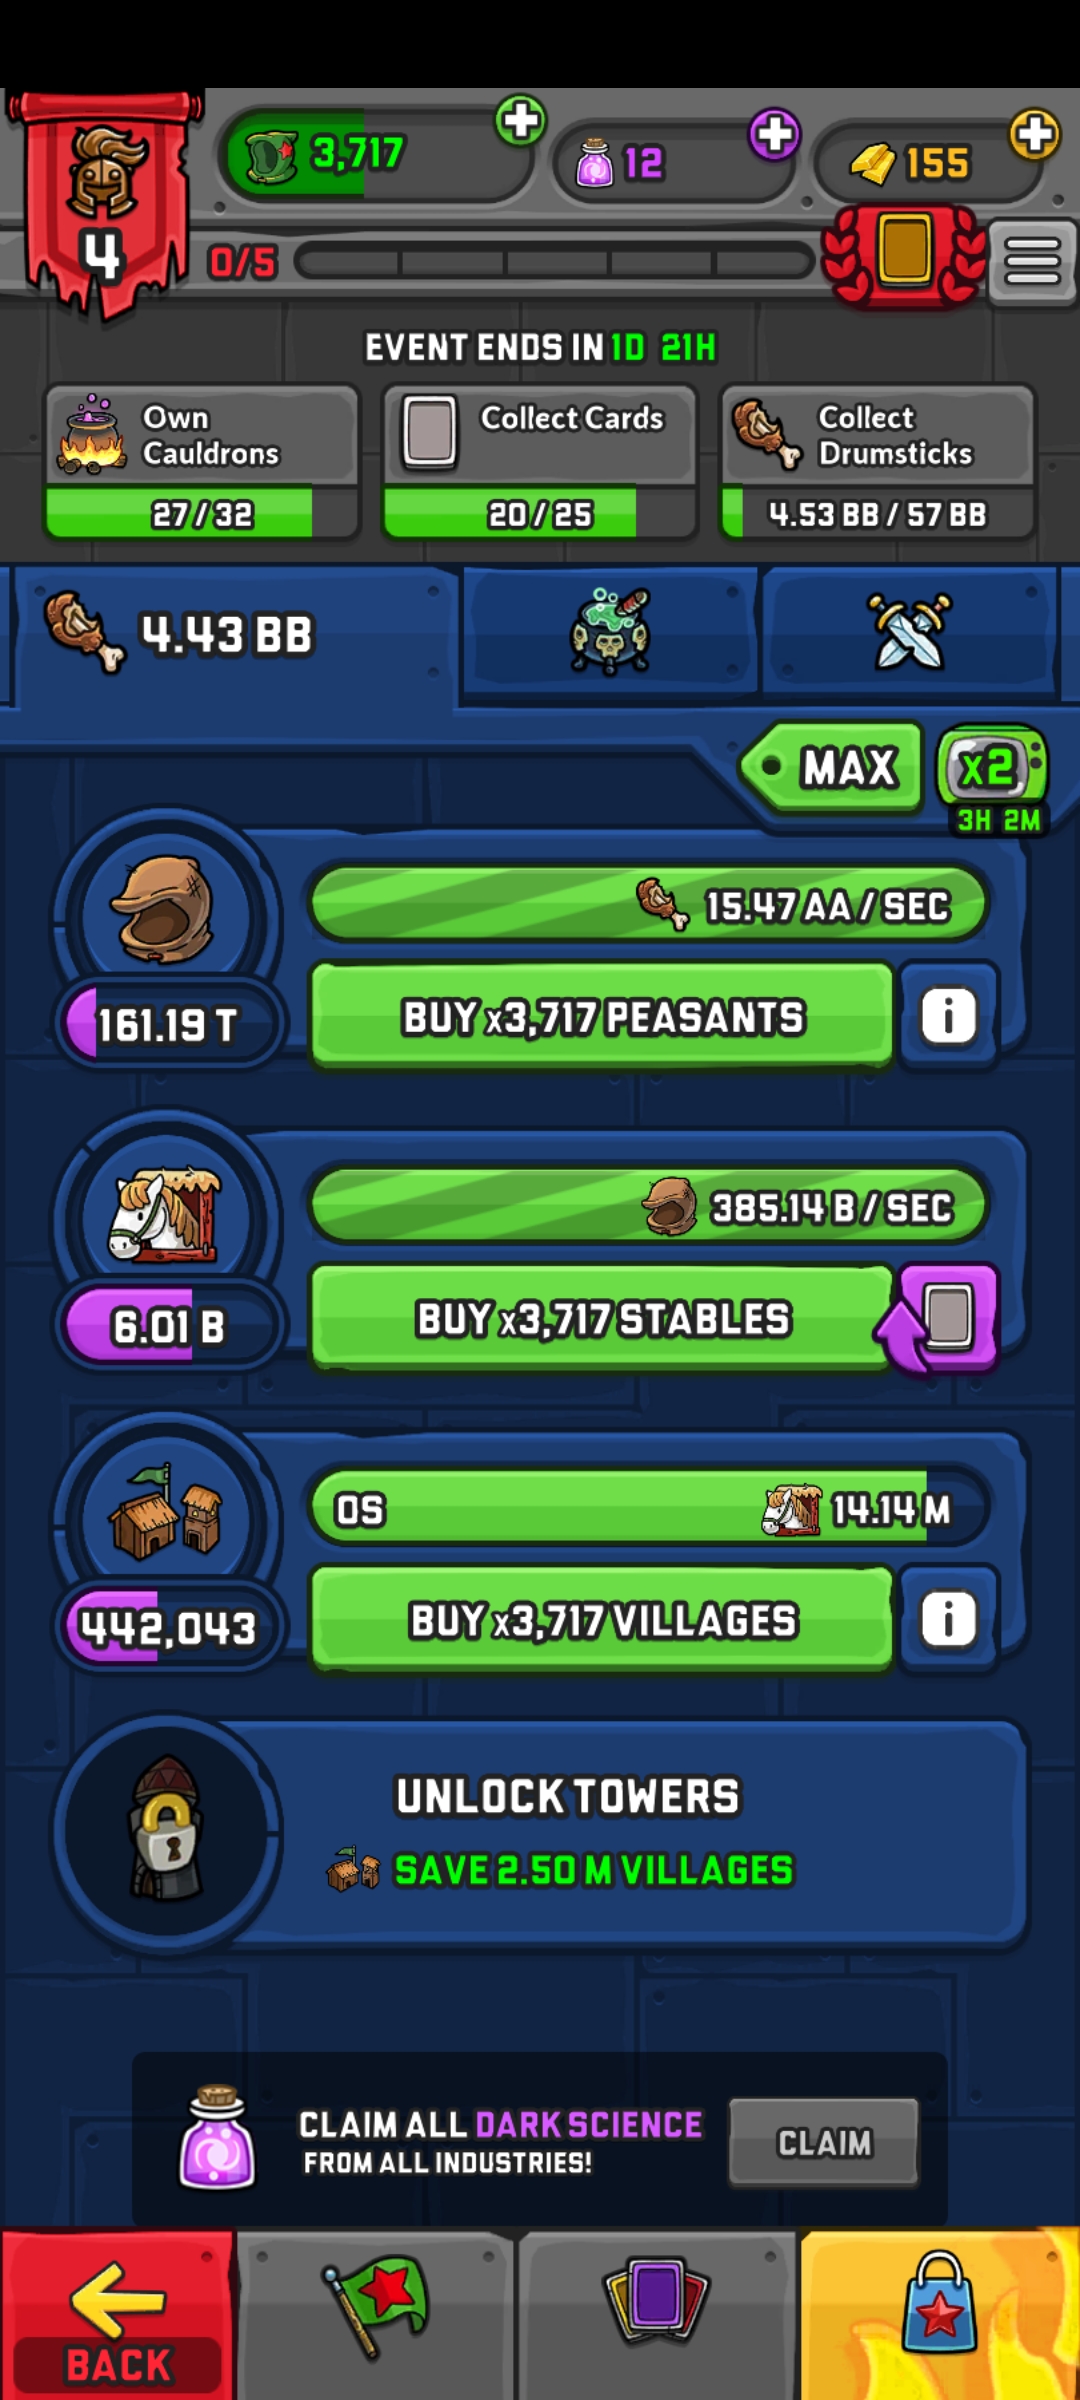 3,717
12
155
4
0/5
EVENT ENDS IN 1D 21H
Own
Cauldrons
27/32
Collect Cards
20/25
Collect
Drumsticks
4.53 BB / 57 BB
4.43 BB
MAX
x2
3H 2M
15.47 AA / SEC
161.19 T
BUY x3,717 PEASANTS
i
385.14 B / SEC
6.01 B
BUY x3,717 STABLES
0S
14.14 M
442,043
BUY x3,717 VILLAGES
i
UNLOCK TOWERS
SAVE 2.50 M VILLAGES
CLAIM ALL DARK SCIENCE
FROM ALL INDUSTRIES!
CLAIM
BACK